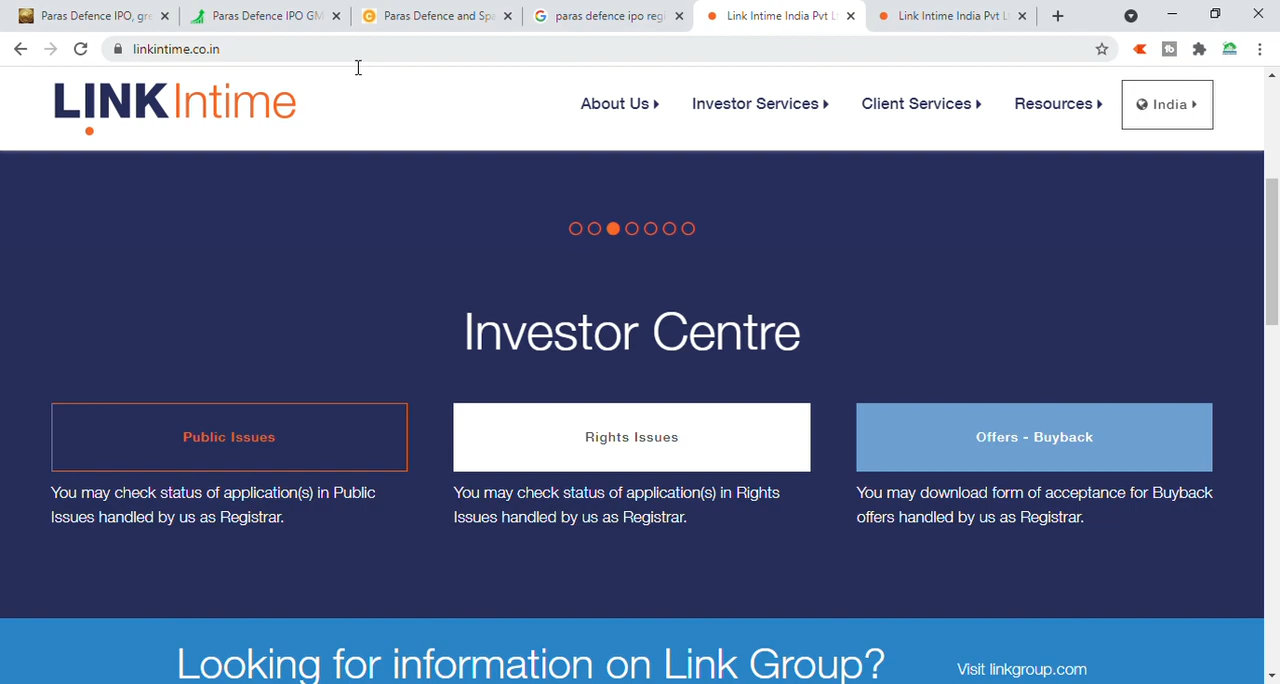 Paras Defence IPO, gre
Paras Defence IPO GM
Paras Defence and Spa
paras defence ipo regi
Link Intime India Pvt L
Link Intime India Pvt L
linkintime.co.in
LINK Intime
About Us
Investor Services
Client Services
Resources
India
Investor Centre
Public Issues
Rights Issues
Offers - Buyback
You may check status of application(s) in Public
Issues handled by us as Registrar.
You may check status of application(s) in Rights
Issues handled by us as Registrar.
You may download form of acceptance for Buyback
offers handled by us as Registrar.
Looking for information on Link Group?
Visit linkgroup.com